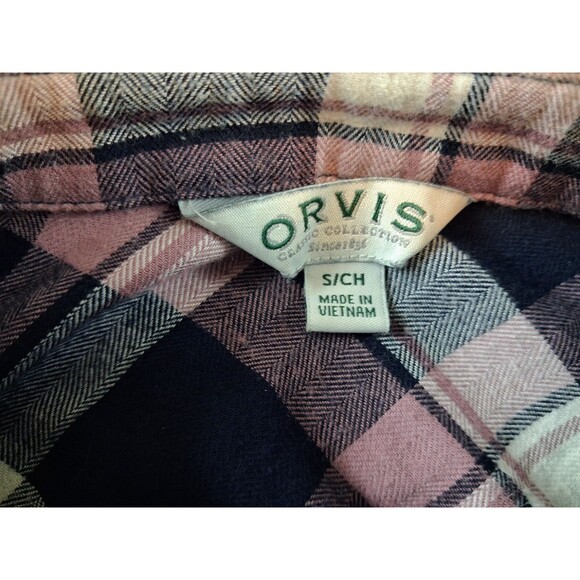 ORVIS
CLASSIC COLLECTION
Since 1856
S/CH
MADE IN
VIETNAM